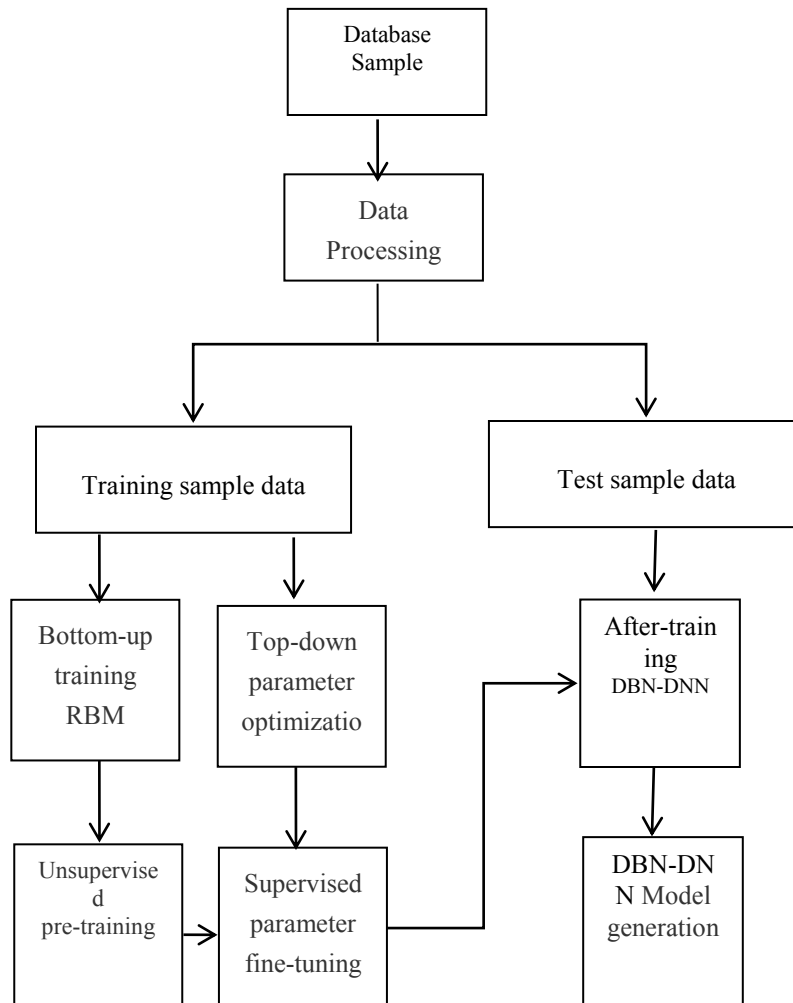 Database
Sample
Data
Processing
Training sample data
Test sample data
Bottom-up
training
RBM
Top-down
parameter
optimizatio
After-train
ing
DBN-DNN
Unsupervise
d
pre-training
Supervised
parameter
fine-tuning
DBN-DN
N Model
generation